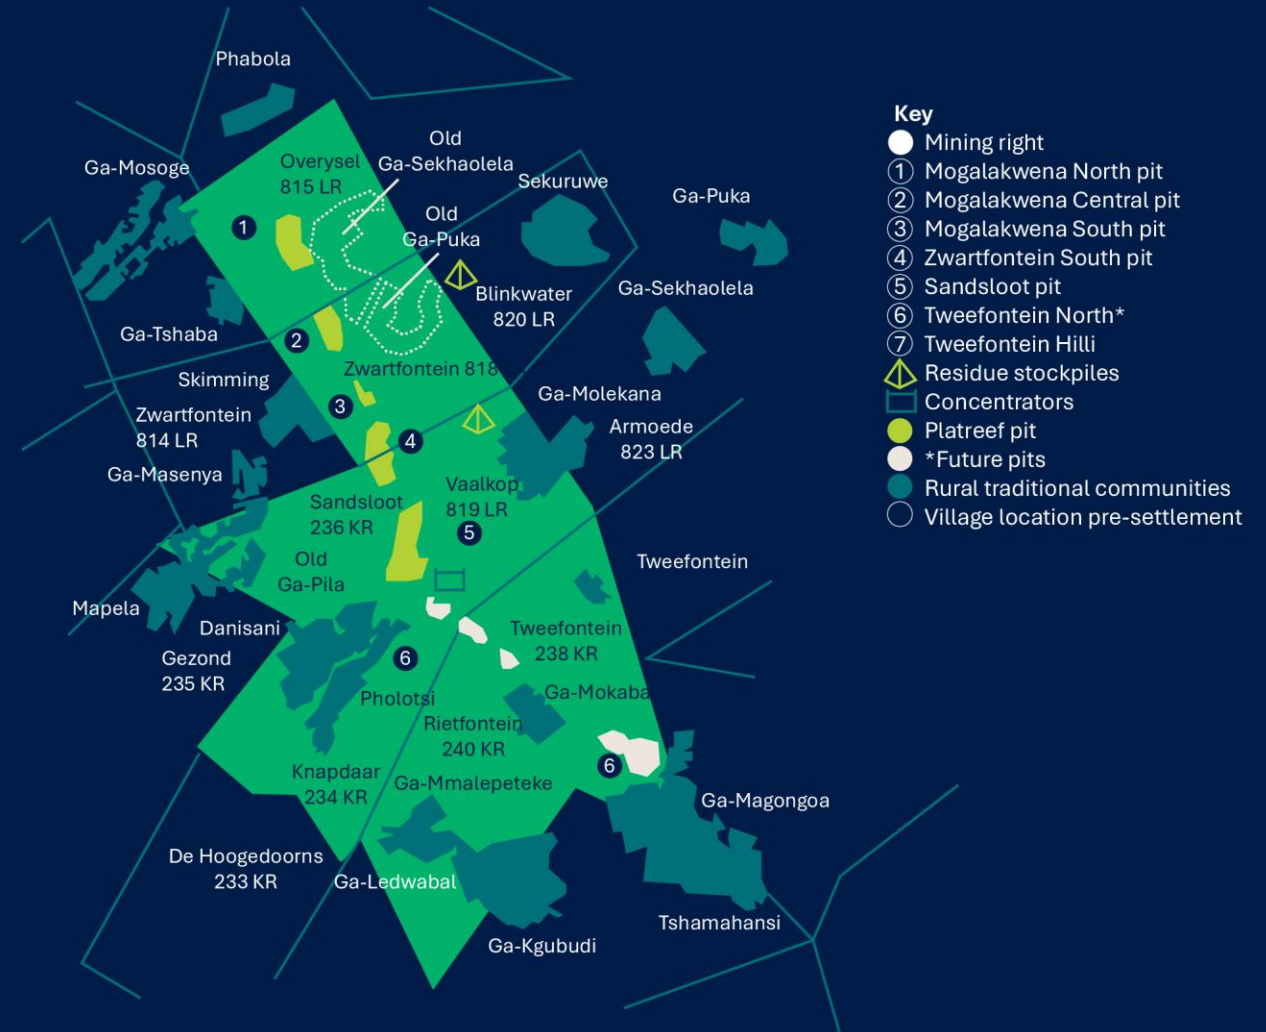 Phabola
Ga-Mosoge
Overysel
815 LR
Old
Ga-Sekhaolela
Sekuruwe
Ga-Puka
1
Old
Ga-Puka
Blinkwater
820 LR
Ga-Sekhaolela
Ga-Tshaba
2
Skimming
Zwartfontein 818
Ga-Molekana
3
Zwartfontein
814 LR
4
Armoede
823 LR
Ga-Masenya
Sandsloot
236 KR
Vaalkop
819 LR
5
Old
Ga-Pila
Tweefontein
Mapela
Danisani
Gezond
235 KR
6
Tweefontein
238 KR
Pholotsi
Ga-Mokaba
Rietfontein
240 KR
6
Knapdaar
234 KR
Ga-Mmalepeteke
Ga-Magongoa
De Hoogedoorns
233 KR
Ga-Ledwabal
Tshamahansi
Ga-Kgubudi
Key
Mining right
1 Mogalakwena North pit
2 Mogalakwena Central pit
3 Mogalakwena South pit
4 Zwartfontein South pit
5 Sandsloot pit
6 Tweefontein North*
7 Tweefontein Hilli
Residue stockpiles
Concentrators
Platreef pit
*Future pits
Rural traditional communities
Village location pre-settlement